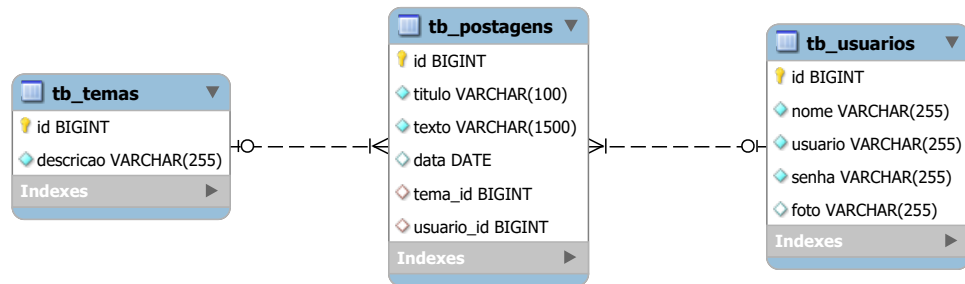 tb_temas
id BIGINT
descricao VARCHAR(255)
Indexes
tb_postagens
id BIGINT
titulo VARCHAR(100)
texto VARCHAR(1500)
data DATE
tema_id BIGINT
usuario_id BIGINT
Indexes
tb_usuarios
id BIGINT
nome VARCHAR(255)
usuario VARCHAR(255)
senha VARCHAR(255)
foto VARCHAR(255)
Indexes